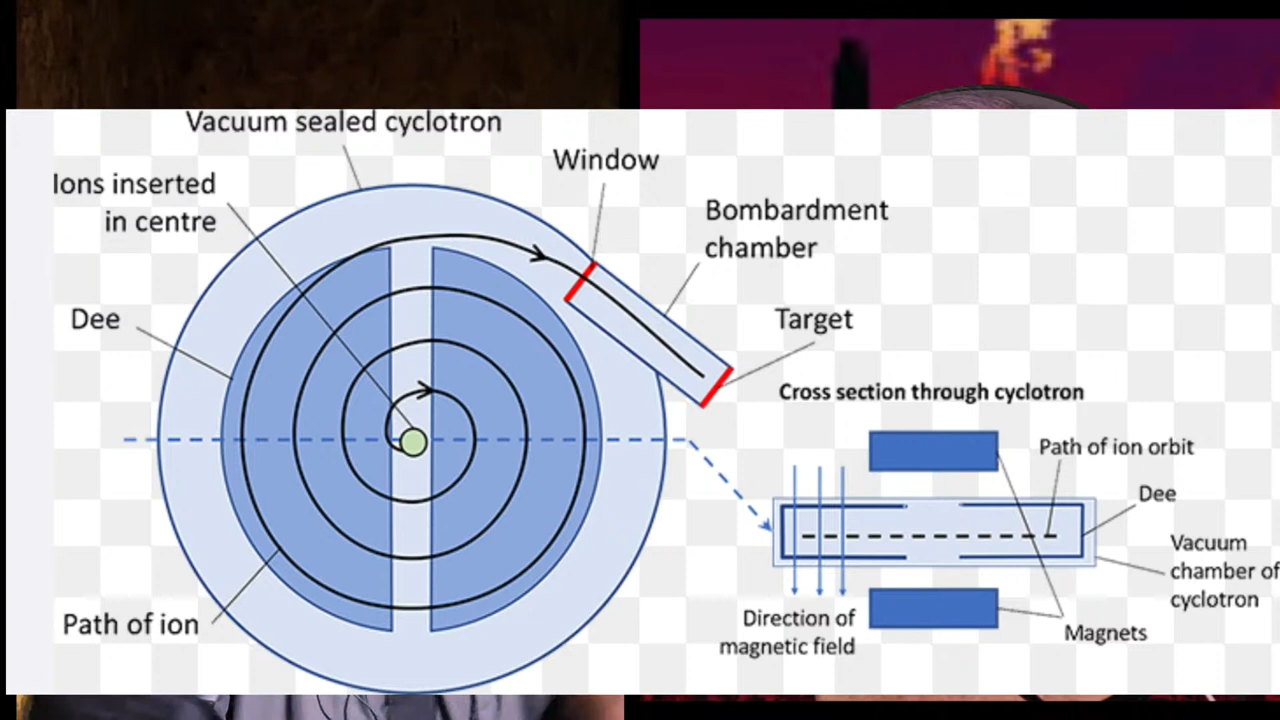 Vacuum sealed cyclotron
Window
Ions inserted
in centre
Bombardment
chamber
Dee
Target
Cross section through cyclotron
Path of ion orbit
Dee
Vacuum
chamber of
cyclotron
Direction of
magnetic field
Magnets
Path of ion